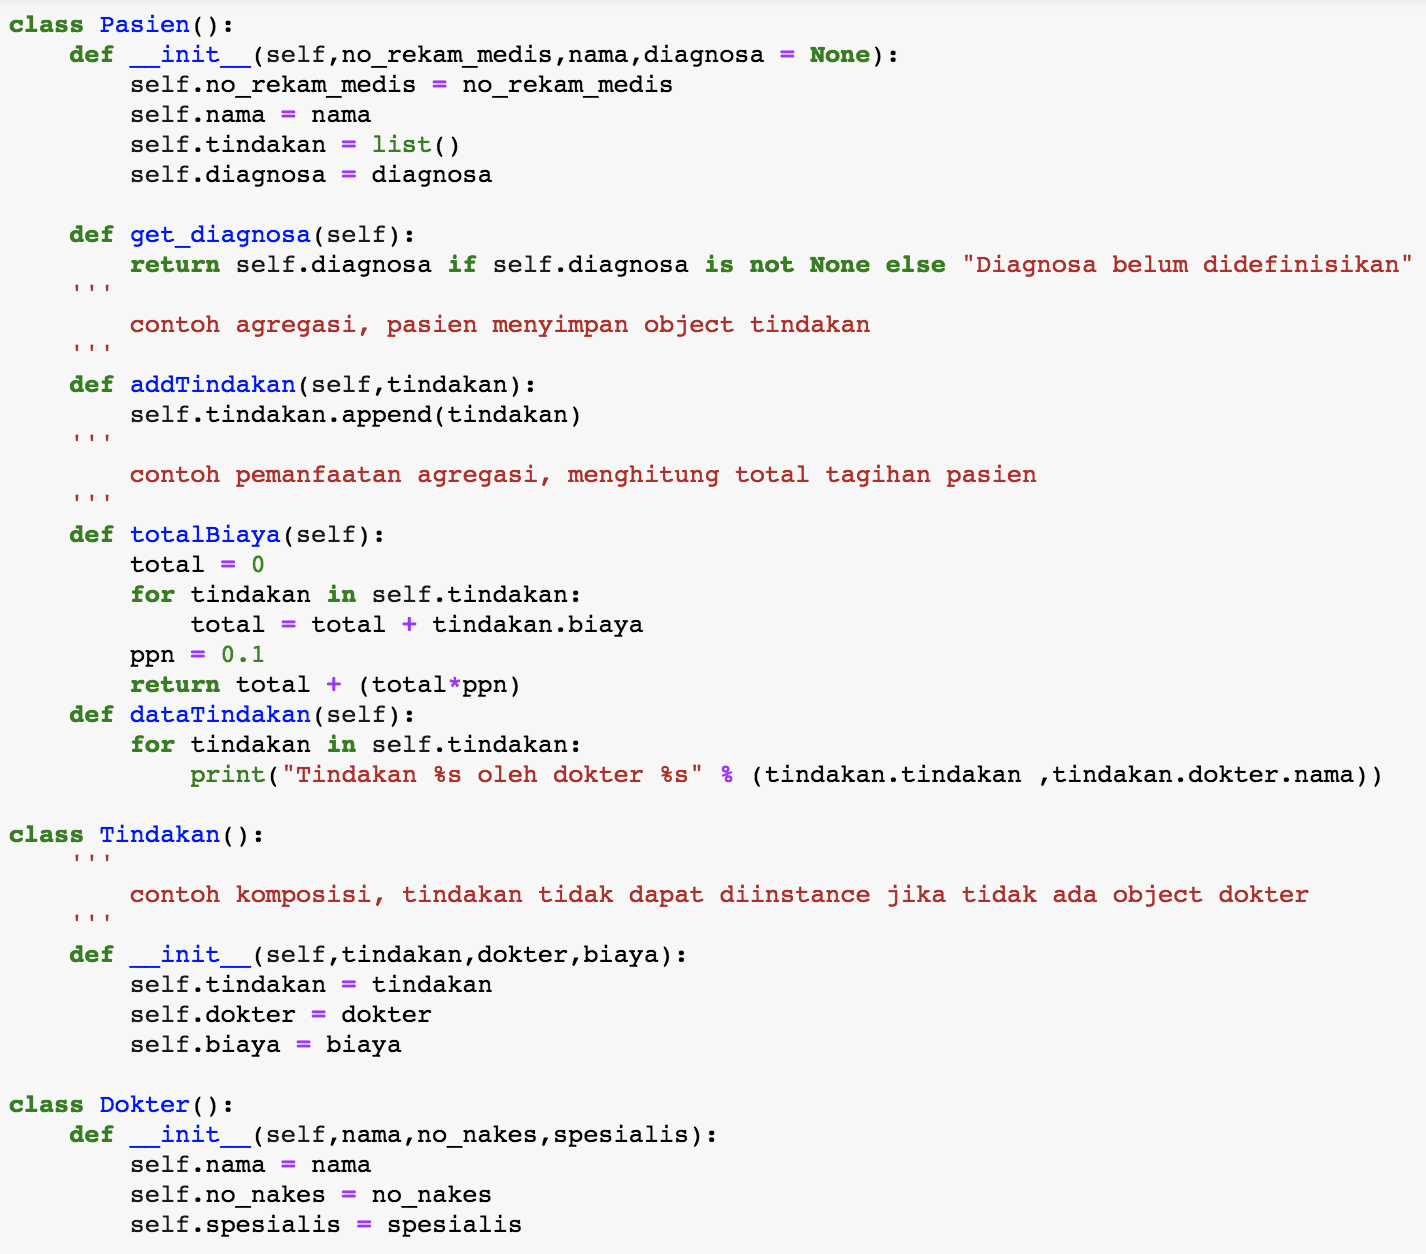 class Pasien():
    def __init__(self,no_rekam_medis,nama,diagnosa = None):
        self.no_rekam_medis = no_rekam_medis
        self.nama = nama
        self.tindakan = list()
        self.diagnosa = diagnosa

    def get_diagnosa(self):
        return self.diagnosa if self.diagnosa is not None else "Diagnosa belum didefinisikan"
    '''
        contoh agregasi, pasien menyimpan object tindakan
    '''
    def addTindakan(self,tindakan):
        self.tindakan.append(tindakan)
    '''
        contoh pemanfaatan agregasi, menghitung total tagihan pasien
    '''
    def totalBiaya(self):
        total = 0
        for tindakan in self.tindakan:
            total = total + tindakan.biaya
        ppn = 0.1
        return total + (total*ppn)
    def dataTindakan(self):
        for tindakan in self.tindakan:
            print("Tindakan %s oleh dokter %s" % (tindakan.tindakan ,tindakan.dokter.nama))

class Tindakan():
    '''
        contoh komposisi, tindakan tidak dapat diinstance jika tidak ada object dokter
    '''
    def __init__(self,tindakan,dokter,biaya):
        self.tindakan = tindakan
        self.dokter = dokter
        self.biaya = biaya

class Dokter():
    def __init__(self,nama,no_nakes,spesialis):
        self.nama = nama
        self.no_nakes = no_nakes
        self.spesialis = spesialis